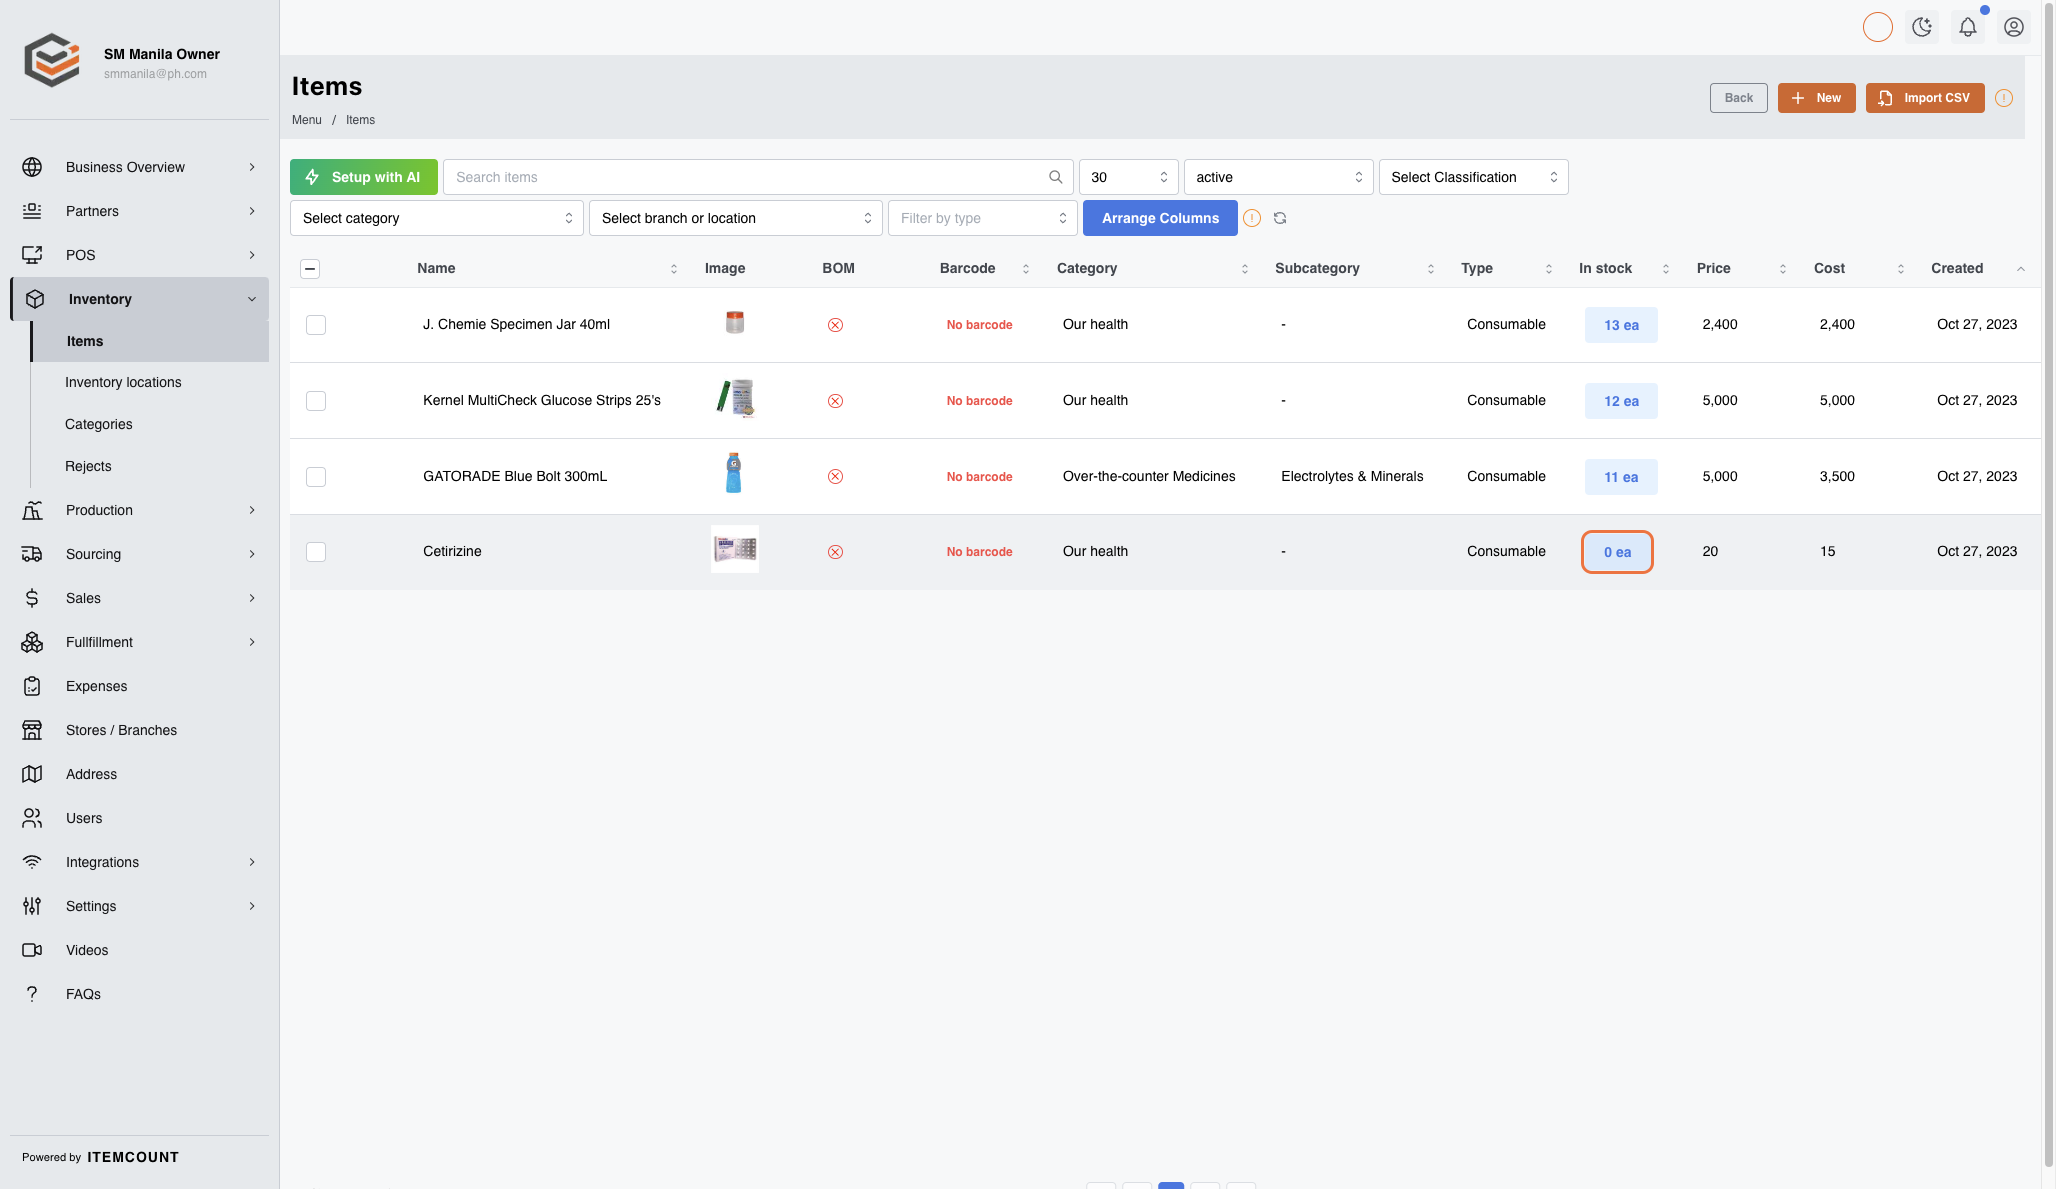 SM Manila Owner
smmanila@ph.com
Business Overview
Partners
POS
Inventory
Items
Inventory locations
Categories
Rejects
Production
Sourcing
Sales
Fullfillment
Expenses
Stores / Branches
Address
Users
Integrations
Settings
Videos
FAQs
Powered by ITEMCOUNT
Items
Menu / Items
Back
New
Import CSV
Setup with AI
Search items
30
active
Select Classification
Select category
Select branch or location
Filter by type
Arrange Columns
Name Image BOM Barcode Category Subcategory Type In stock Price Cost Created
J. Chemie Specimen Jar 40ml No barcode Our health - Consumable 13 ea 2,400 2,400 Oct 27, 2023
Kernel MultiCheck Glucose Strips 25's No barcode Our health - Consumable 12 ea 5,000 5,000 Oct 27, 2023
GATORADE Blue Bolt 300mL No barcode Over-the-counter Medicines Electrolytes & Minerals Consumable 11 ea 5,000 3,500 Oct 27, 2023
Cetirizine No barcode Our health - Consumable 0 ea 20 15 Oct 27, 2023